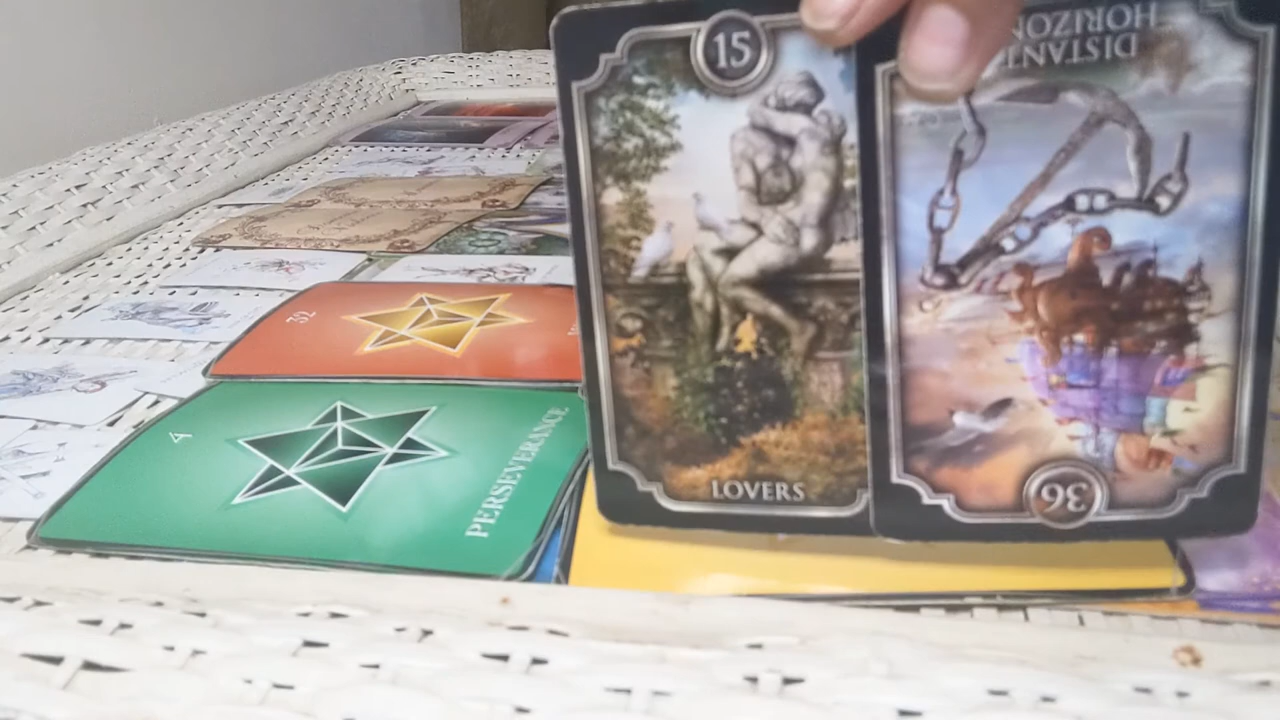 15
LOVERS
DISTANT
HORIZON
36
32
4
PERSEVERANCE